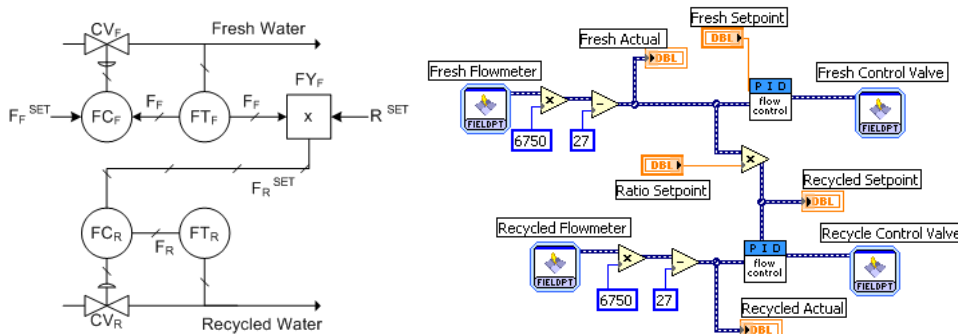 CV_F
Fresh Water
FY_F
F_F^SET
FC_F
F_F
FT_F
F_F
x
R^SET
F_R^SET
FC_R
F_R
FT_R
CV_R
Recycled Water
Fresh Setpoint
DBL
Fresh Actual
DBL
Fresh Flowmeter
FIELDPT
×
6750
−
27
PID
flow
control
Fresh Control Valve
FIELDPT
DBL
Ratio Setpoint
×
Recycled Setpoint
DBL
Recycled Flowmeter
FIELDPT
×
6750
−
27
PID
flow
control
Recycle Control Valve
FIELDPT
Recycled Actual
DBL